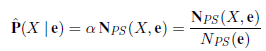 P̂(X | e) = α N_PS(X, e) = N_PS(X, e) / N_PS(e)